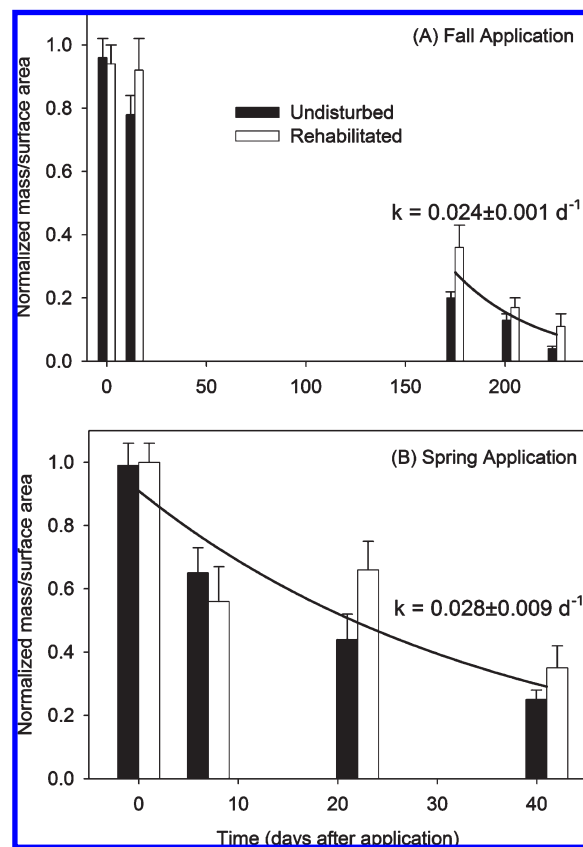 (A) Fall Application
Normalized mass/surface area
1.0
0.8
0.6
0.4
0.2
0.0
Undisturbed
Rehabilitated
k = 0.024±0.001 d⁻¹
0 50 100 150 200
(B) Spring Application
Normalized mass/surface area
1.0
0.8
0.6
0.4
0.2
0.0
k = 0.028±0.009 d⁻¹
0 10 20 30 40
Time (days after application)